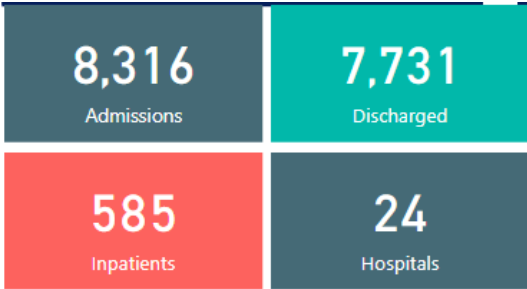 8,316
Admissions
7,731
Discharged
585
Inpatients
24
Hospitals